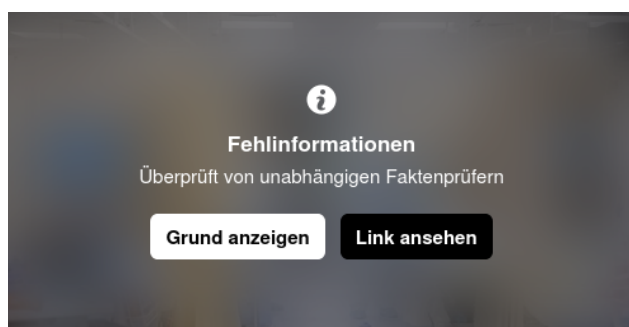 Fehlinformationen
Überprüft von unabhängigen Faktenprüfern
Grund anzeigen
Link ansehen